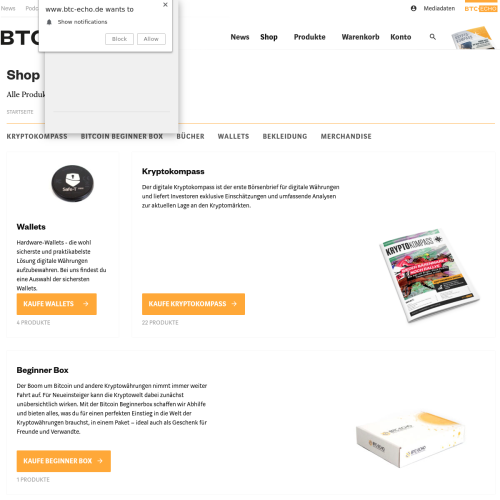 www.btc-echo.de wants to
×
Show notifications
Block
Allow
News
Mediadaten
BTC-ECHO
BTC
News
Shop
Produkte
Warenkorb
Konto
Shop
STARTSEITE
KRYPTOKOMPASS
BITCOIN BEGINNER BOX
BÜCHER
WALLETS
BEKLEIDUNG
MERCHANDISE
Safe-T
Wallets
Hardware-Wallets - die wohl
sicherste und praktikabelste
Lösung digitale Währungen
aufzubewahren. Bei uns findest du
eine Auswahl der sichersten
Wallets.
KAUFE WALLETS →
4 PRODUKTE
Kryptokompass
Der digitale Kryptokompass ist der erste Börsenbrief für digitale Währungen
und liefert Investoren exklusive Einschätzungen und umfassende Analysen
zur aktuellen Lage an den Kryptomärkten.
KAUFE KRYPTOKOMPASS →
22 PRODUKTE
KRYPTOKOMPASS
Beginner Box
Der Boom um Bitcoin und andere Kryptowährungen nimmt immer weiter
Fahrt auf. Für Neueinsteiger kann die Kryptowelt dabei zunächst
unübersichtlich wirken. Mit der Bitcoin Beginnerbox schaffen wir Abhilfe
und bieten alles, was du für einen perfekten Einstieg in die Welt der
Kryptowährungen brauchst, in einem Paket – ideal auch als Geschenk für
Freunde und Verwandte.
KAUFE BEGINNER BOX →
1 PRODUKTE
BTC-ECHO